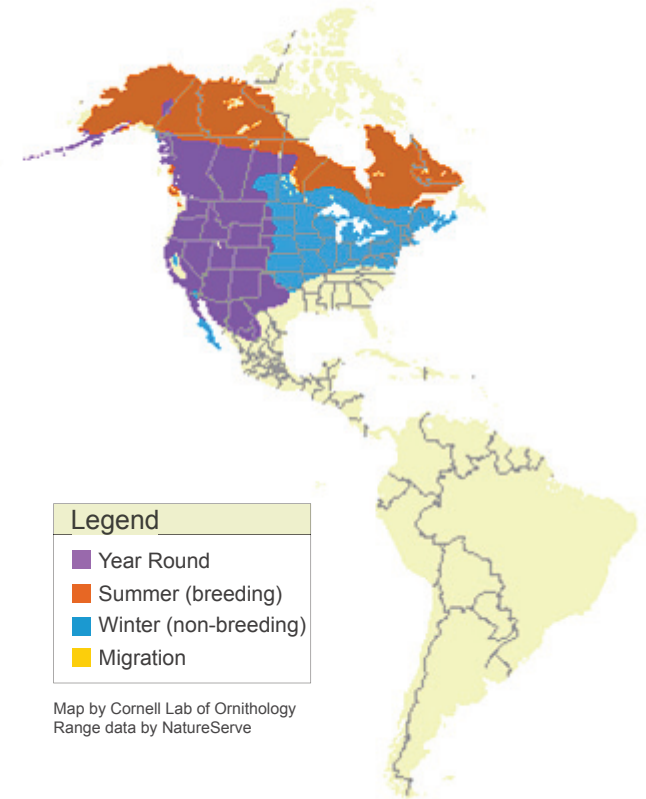 Legend
Year Round
Summer (breeding)
Winter (non-breeding)
Migration
Map by Cornell Lab of Ornithology
Range data by NatureServe